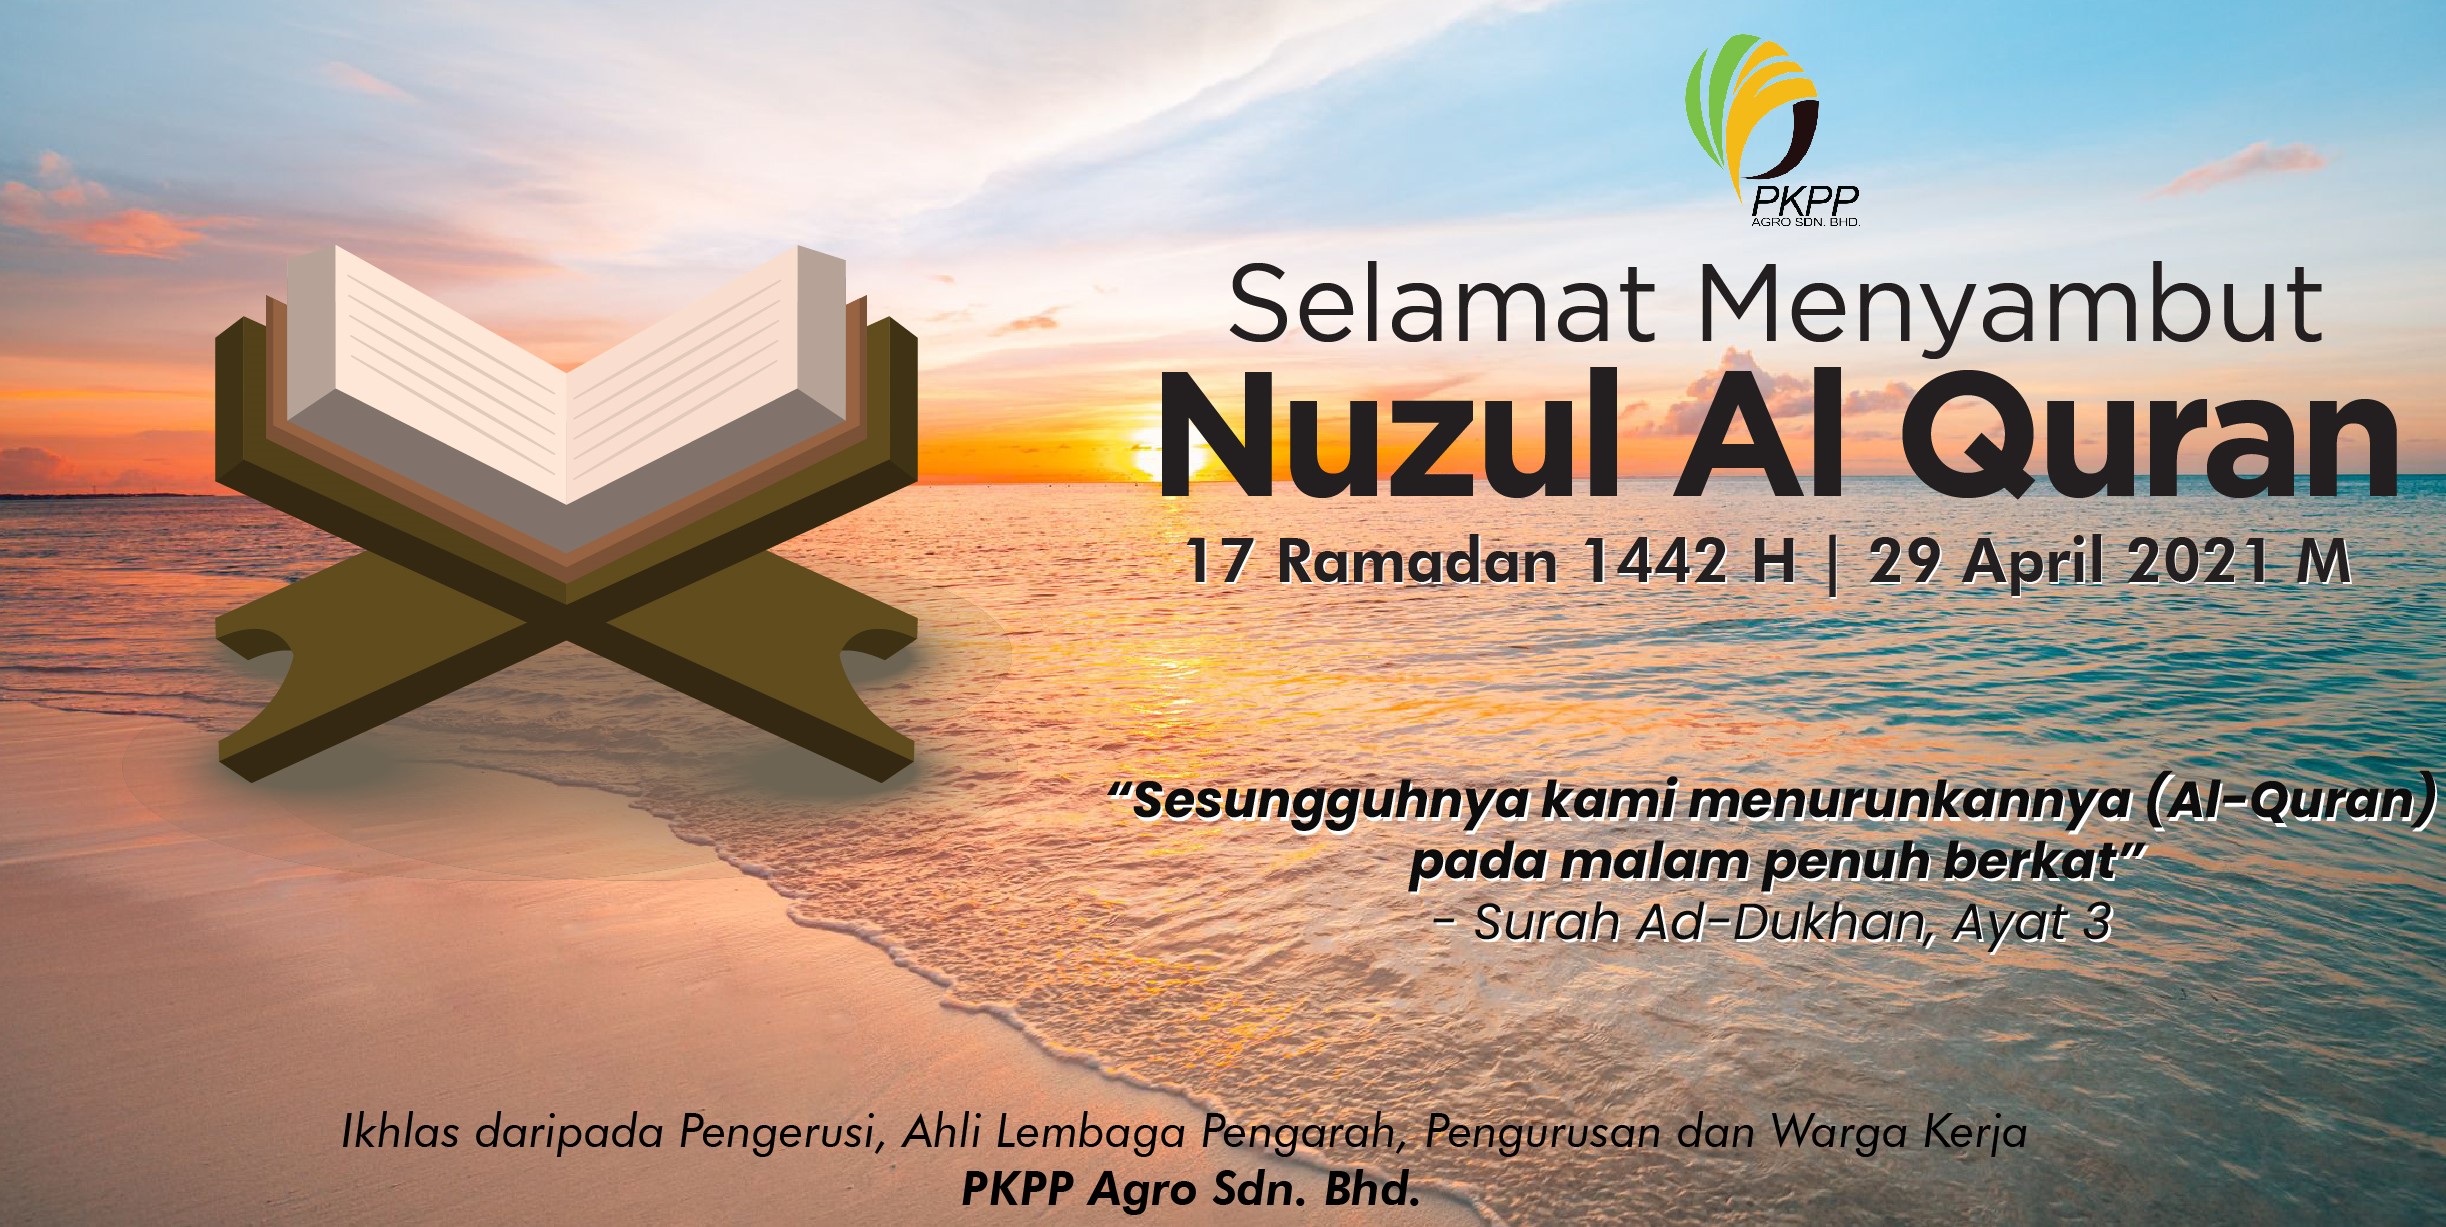 PKPP
AGRO SDN. BHD.
Selamat Menyambut
Nuzul Al Quran
17 Ramadan 1442 H | 29 April 2021 M
“Sesungguhnya kami menurunkannya (Al-Quran)
pada malam penuh berkat”
- Surah Ad-Dukhan, Ayat 3
Ikhlas daripada Pengerusi, Ahli Lembaga Pengarah, Pengurusan dan Warga Kerja
PKPP Agro Sdn. Bhd.